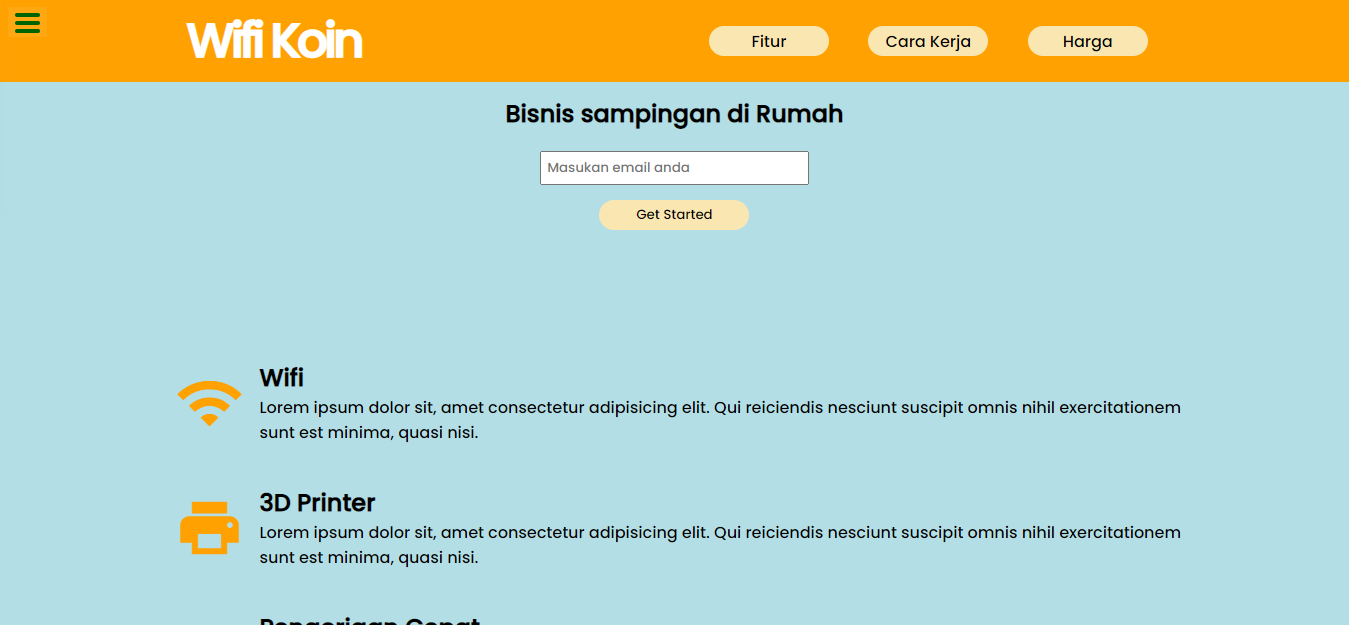 Wifi Koin
Fitur
Cara Kerja
Harga
Bisnis sampingan di Rumah
Masukan email anda
Get Started
Wifi
Lorem ipsum dolor sit, amet consectetur adipisicing elit. Qui reiciendis nesciunt suscipit omnis nihil exercitationem
sunt est minima, quasi nisi.
3D Printer
Lorem ipsum dolor sit, amet consectetur adipisicing elit. Qui reiciendis nesciunt suscipit omnis nihil exercitationem
sunt est minima, quasi nisi.